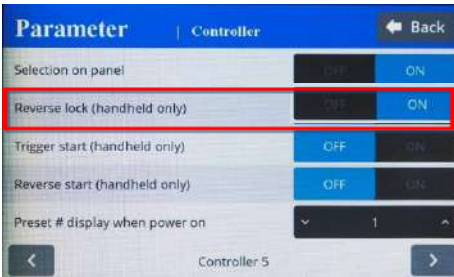 Parameter | Controller Back
Selection on panel OFF ON
Reverse lock (handheld only) OFF ON
Trigger start (handheld only) OFF ON
Reverse start (handheld only) OFF ON
Preset # display when power on 1
Controller 5